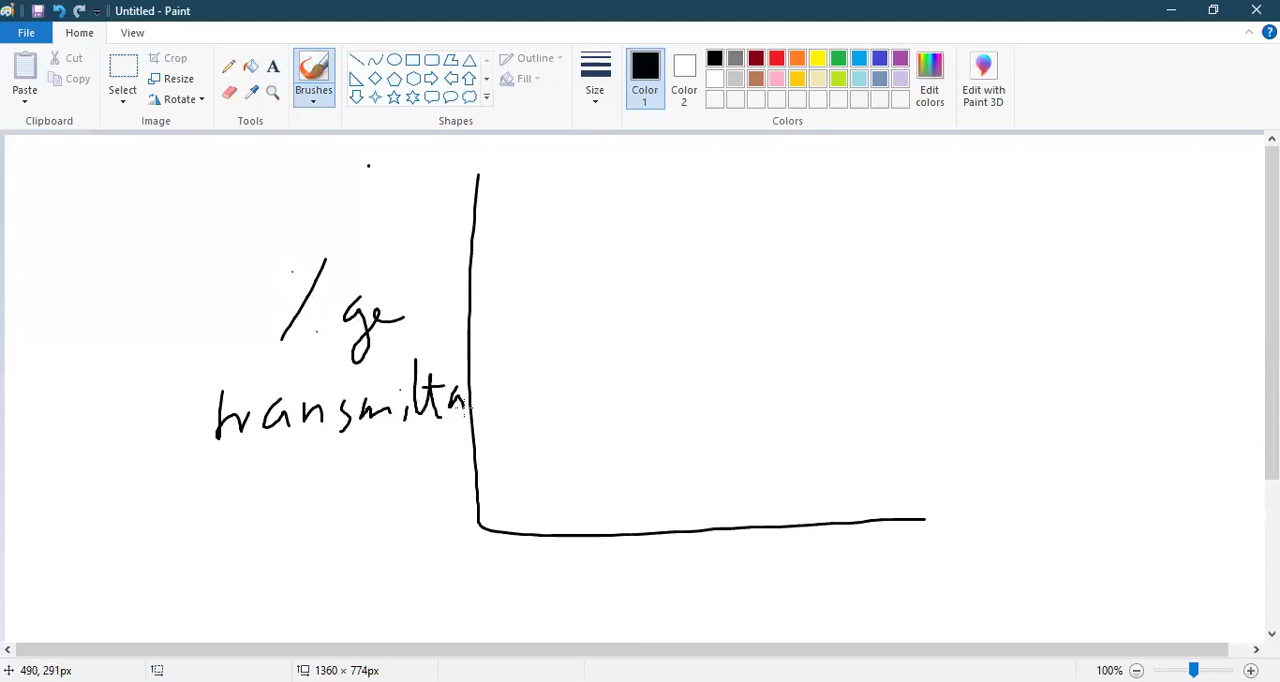 Untitled - Paint
File Home View
Paste
Cut
Copy
Clipboard
Select
Crop
Resize
Rotate
Image
Tools
Brushes
Outline
Fill
Shapes
Size
Color 1
Color 2
Edit colors
Colors
Edit with Paint 3D
% ge
transmitta
490, 291px
1360 × 774px
100%